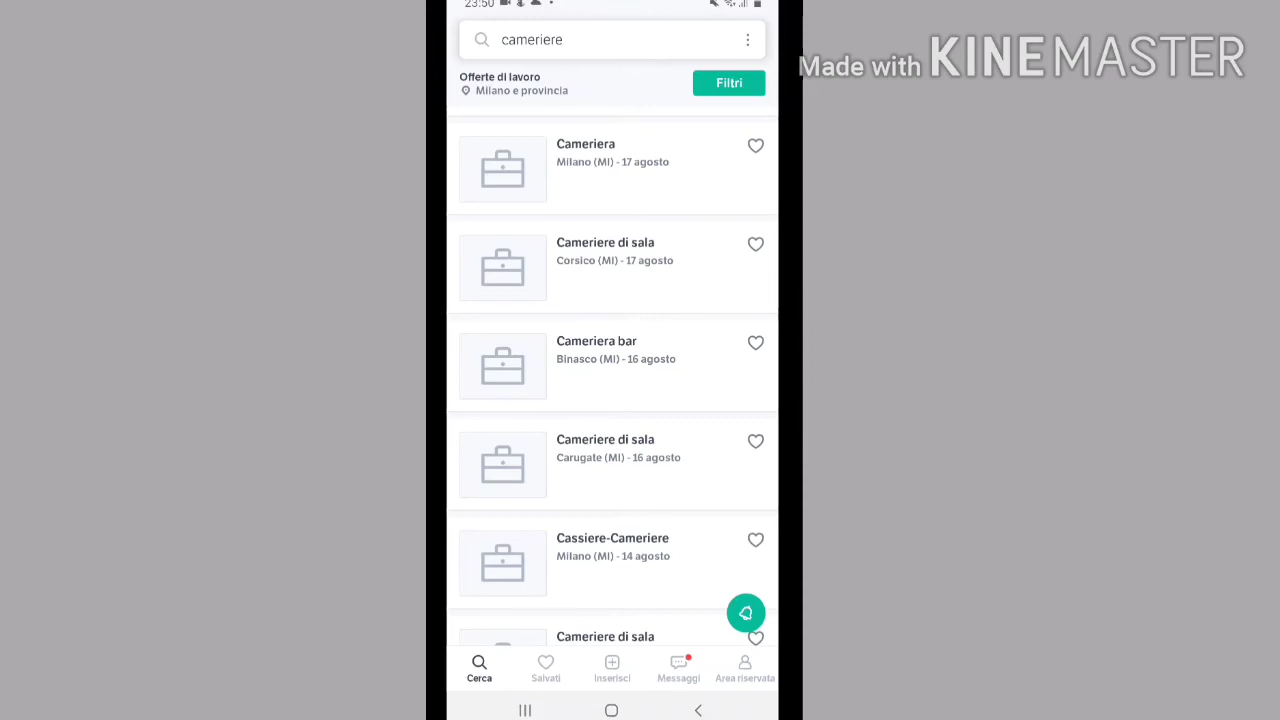 23:50
cameriere
Made with KINEMASTER
Offerte di lavoro
Milano e provincia
Filtri
Cameriera
Milano (MI) - 17 agosto
Cameriere di sala
Corsico (MI) - 17 agosto
Cameriera bar
Binasco (MI) - 16 agosto
Cameriere di sala
Carugate (MI) - 16 agosto
Cassiere-Cameriere
Milano (MI) - 14 agosto
Cameriere di sala
Cerca Salvati Inserisci Messaggi Area riservata